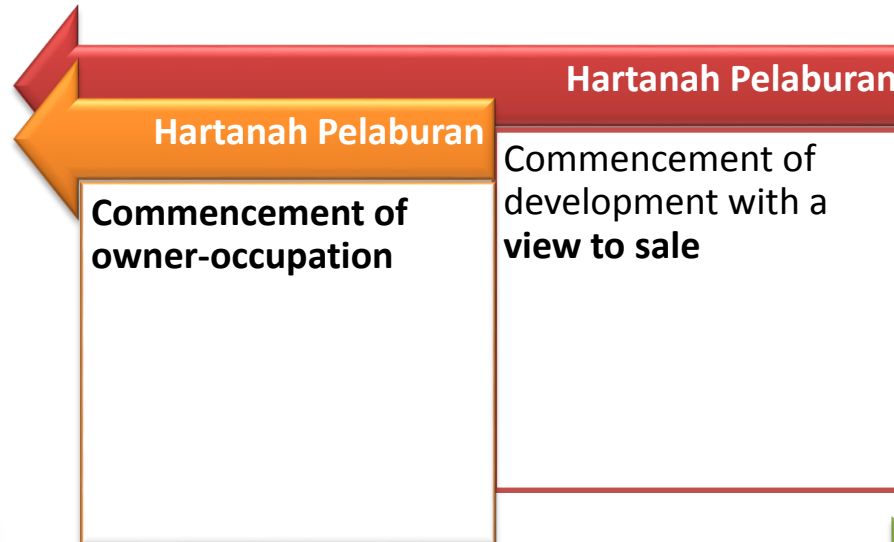 Hartanah Pelaburan
Hartanah Pelaburan
Commencement of
owner-occupation
Commencement of
development with a
view to sale